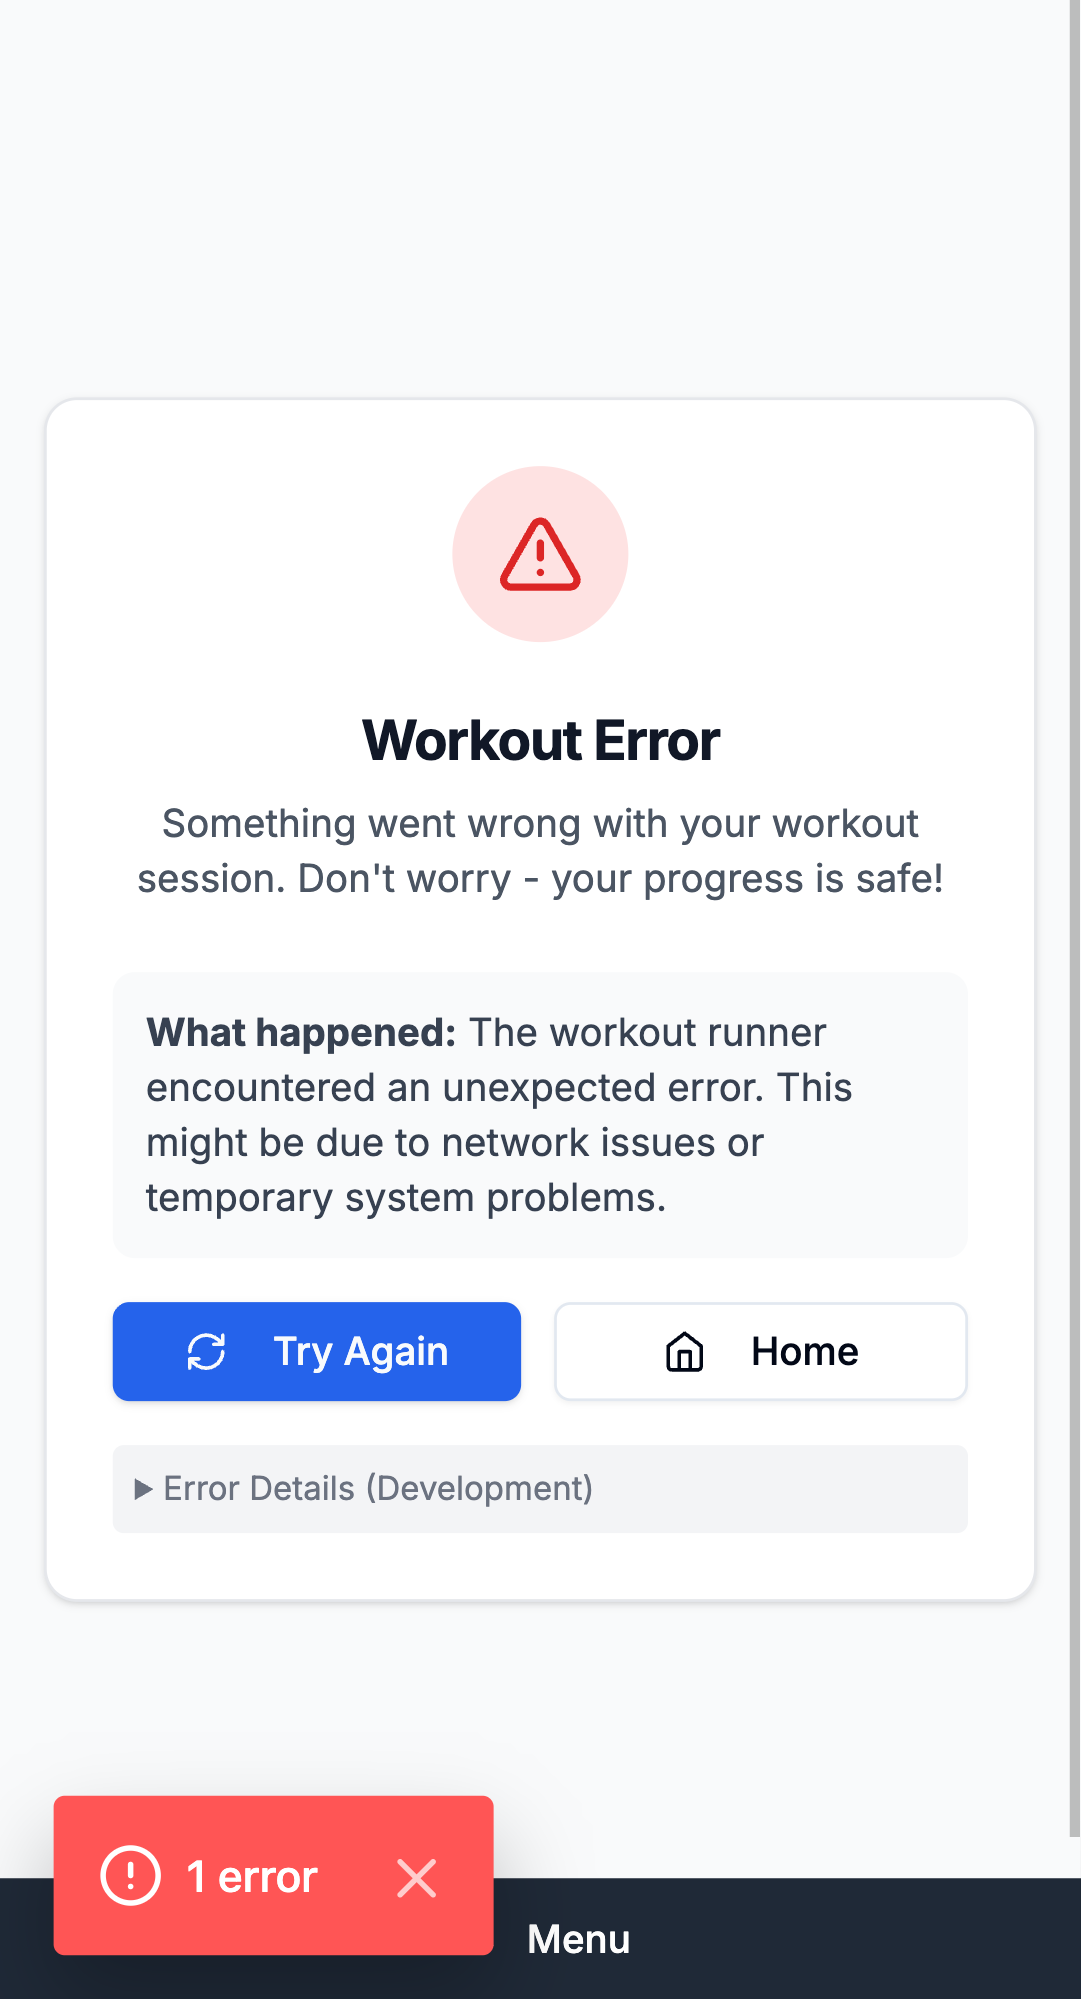 Workout Error
Something went wrong with your workout
session. Don't worry - your progress is safe!
What happened: The workout runner
encountered an unexpected error. This
might be due to network issues or
temporary system problems.
Try Again
Home
Error Details (Development)
1 error
Menu